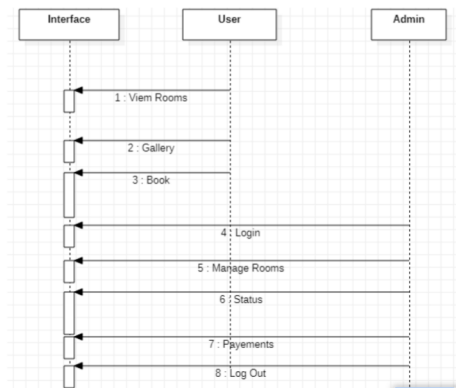 Interface User Admin
1 : Viem Rooms
2 : Gallery
3 : Book
4 : Login
5 : Manage Rooms
6 : Status
7 : Payements
8 : Log Out